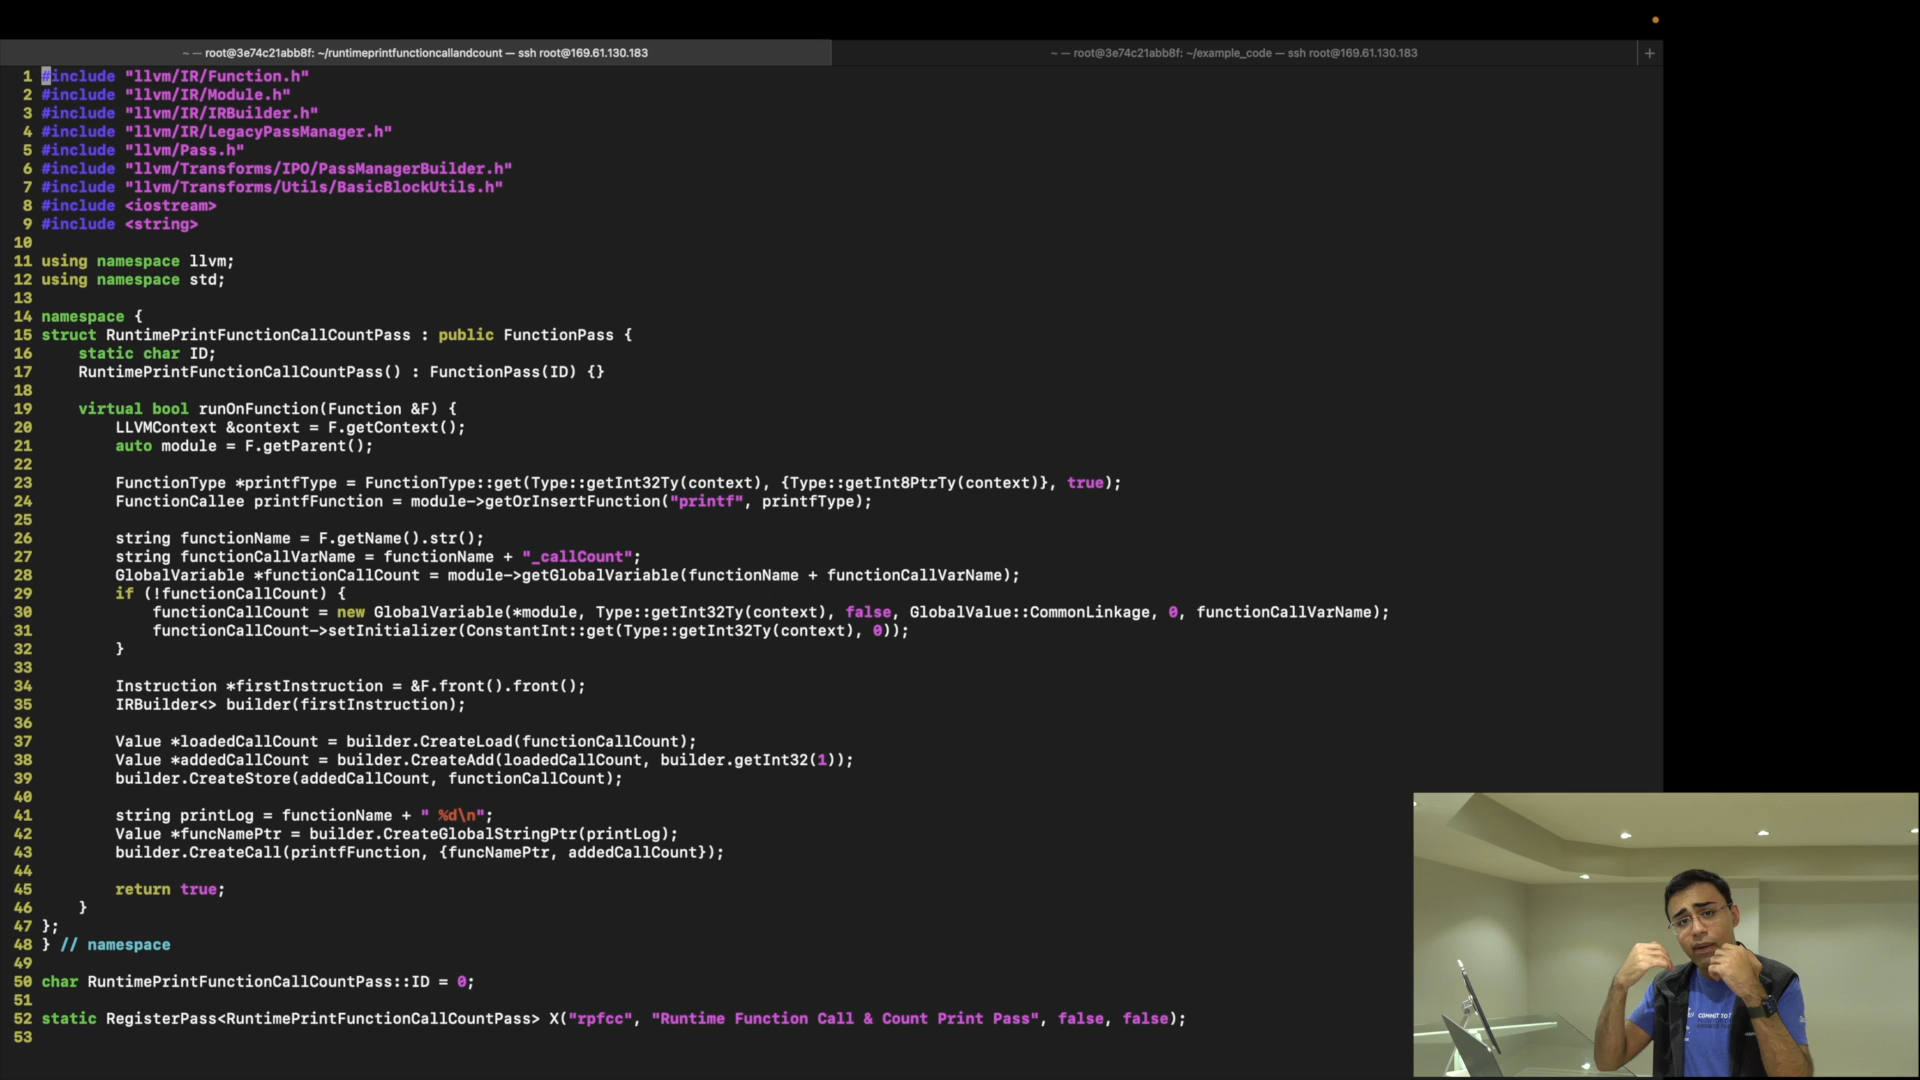 ~ — root@3e74c21abb8f: ~/runtimeprintfunctioncallandcount — ssh root@169.61.130.183
~ — root@3e74c21abb8f: ~/example_code — ssh root@169.61.130.183
+
1 #include "llvm/IR/Function.h"
2 #include "llvm/IR/Module.h"
3 #include "llvm/IR/IRBuilder.h"
4 #include "llvm/IR/LegacyPassManager.h"
5 #include "llvm/Pass.h"
6 #include "llvm/Transforms/IPO/PassManagerBuilder.h"
7 #include "llvm/Transforms/Utils/BasicBlockUtils.h"
8 #include <iostream>
9 #include <string>
10
11 using namespace llvm;
12 using namespace std;
13
14 namespace {
15 struct RuntimePrintFunctionCallCountPass : public FunctionPass {
16     static char ID;
17     RuntimePrintFunctionCallCountPass() : FunctionPass(ID) {}
18
19     virtual bool runOnFunction(Function &F) {
20         LLVMContext &context = F.getContext();
21         auto module = F.getParent();
22
23         FunctionType *printfType = FunctionType::get(Type::getInt32Ty(context), {Type::getInt8PtrTy(context)}, true);
24         FunctionCallee printfFunction = module->getOrInsertFunction("printf", printfType);
25
26         string functionName = F.getName().str();
27         string functionCallVarName = functionName + "_callCount";
28         GlobalVariable *functionCallCount = module->getGlobalVariable(functionName + functionCallVarName);
29         if (!functionCallCount) {
30             functionCallCount = new GlobalVariable(*module, Type::getInt32Ty(context), false, GlobalValue::CommonLinkage, 0, functionCallVarName);
31             functionCallCount->setInitializer(ConstantInt::get(Type::getInt32Ty(context), 0));
32         }
33
34         Instruction *firstInstruction = &F.front().front();
35         IRBuilder<> builder(firstInstruction);
36
37         Value *loadedCallCount = builder.CreateLoad(functionCallCount);
38         Value *addedCallCount = builder.CreateAdd(loadedCallCount, builder.getInt32(1));
39         builder.CreateStore(addedCallCount, functionCallCount);
40
41         string printLog = functionName + " %d\n";
42         Value *funcNamePtr = builder.CreateGlobalStringPtr(printLog);
43         builder.CreateCall(printfFunction, {funcNamePtr, addedCallCount});
44
45         return true;
46     }
47 };
48 } // namespace
49
50 char RuntimePrintFunctionCallCountPass::ID = 0;
51
52 static RegisterPass<RuntimePrintFunctionCallCountPass> X("rpfcc", "Runtime Function Call & Count Print Pass", false, false);
53
COMMIT TO